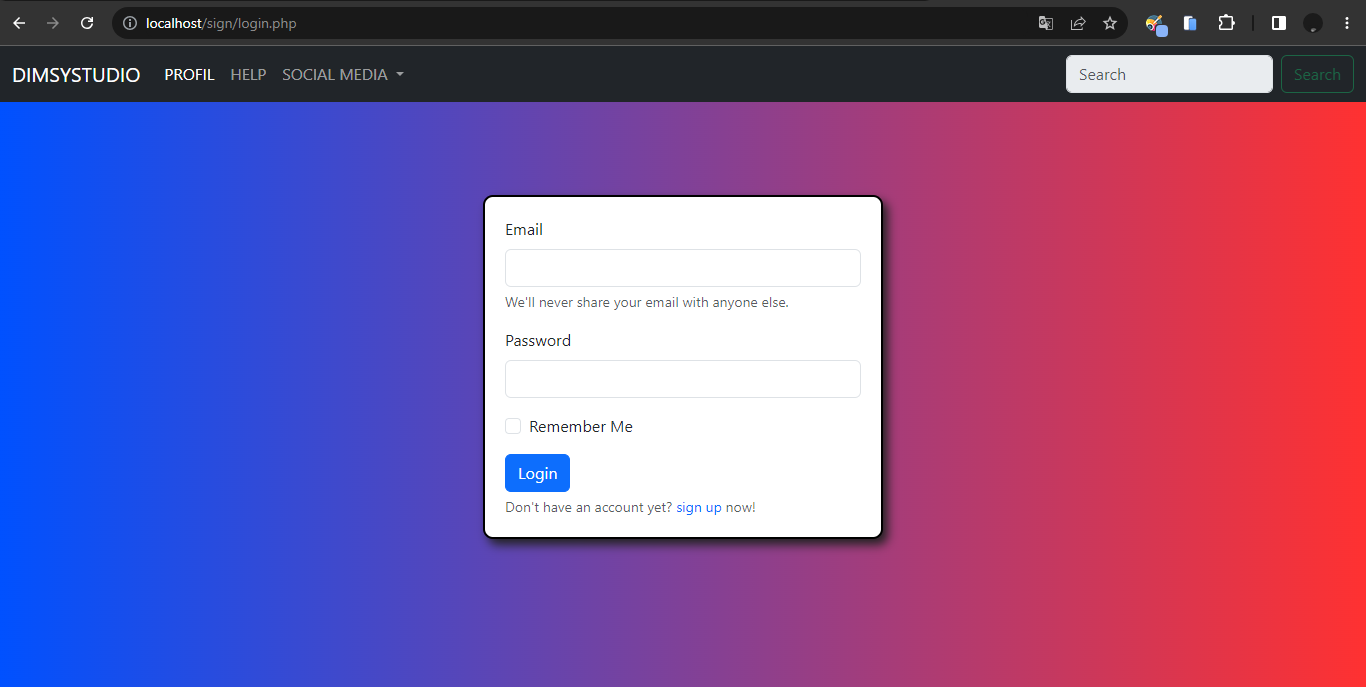 localhost/sign/login.php
DIMSYSTUDIO PROFIL HELP SOCIAL MEDIA Search Search
Email
We'll never share your email with anyone else.
Password
Remember Me
Login
Don't have an account yet? sign up now!